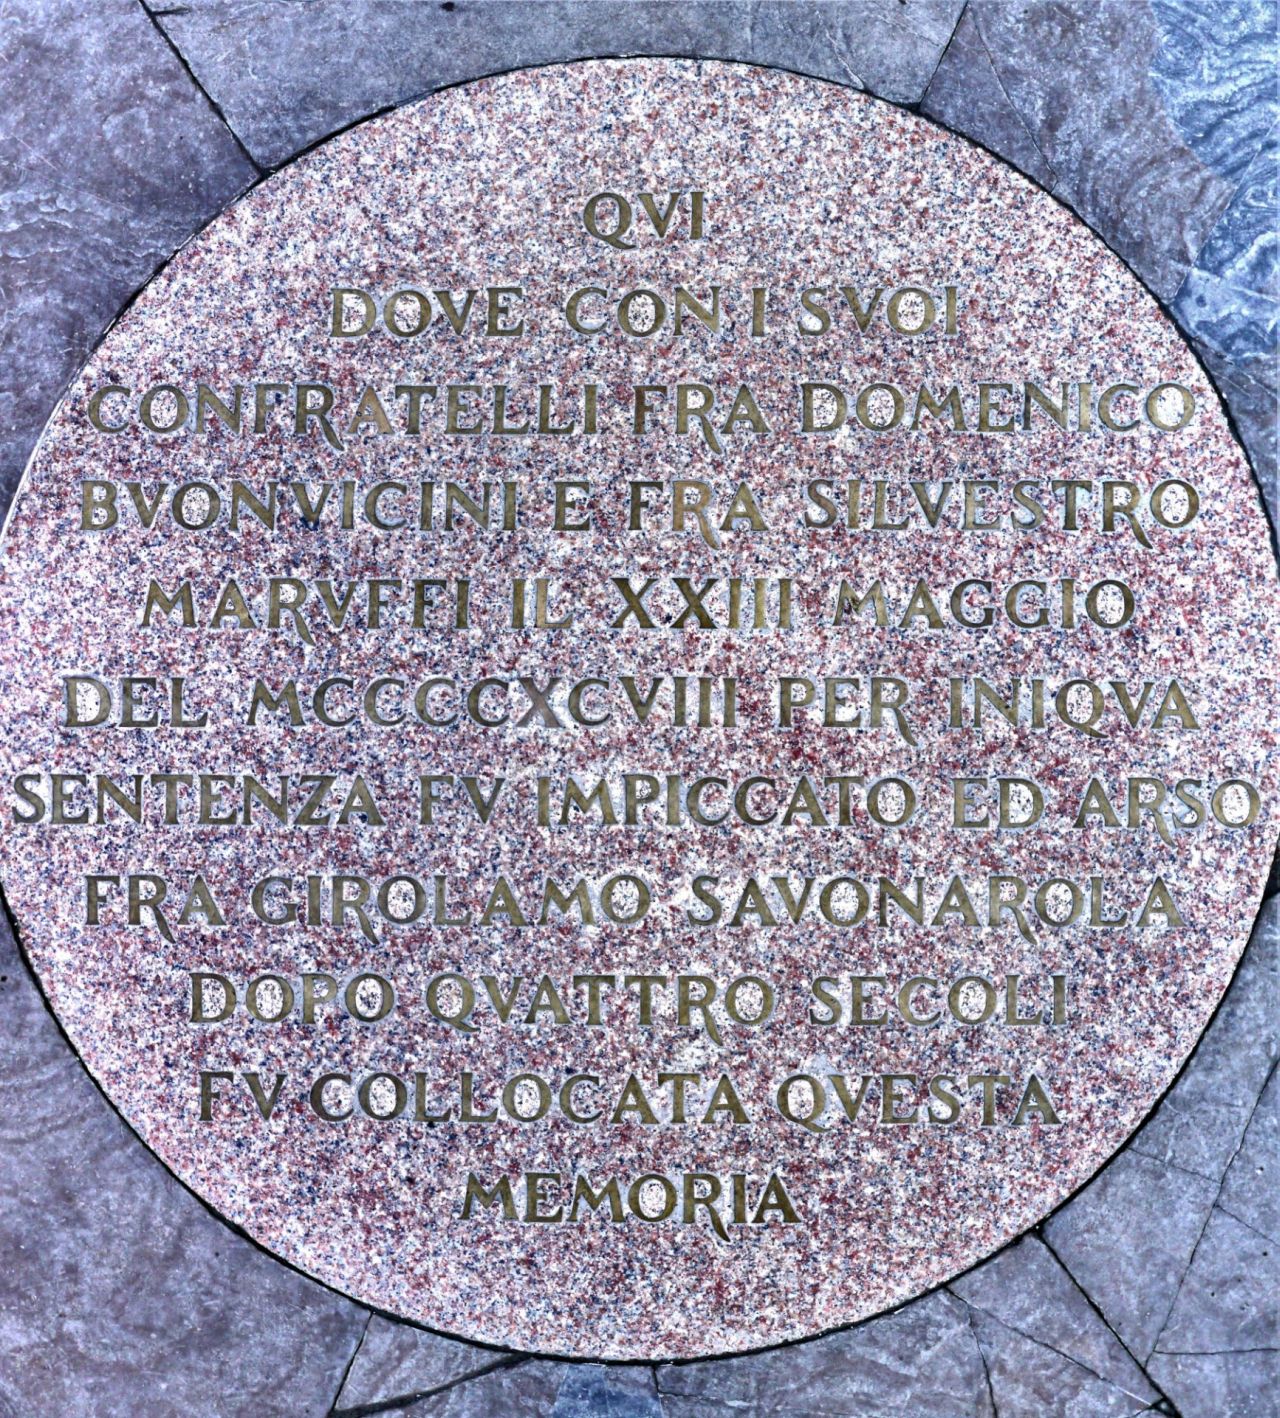 QVI
DOVE CON I SVOI
CONFRATELLI FRA DOMENICO
BVONVICINI E FRA SILVESTRO
MARVFFI IL XXIII MAGGIO
DEL MCCCCXCVIII PER INIQVA
SENTENZA FV IMPICCATO ED ARSO
FRA GIROLAMO SAVONAROLA
DOPO QVATTRO SECOLI
FV COLLOCATA QVESTA
MEMORIA